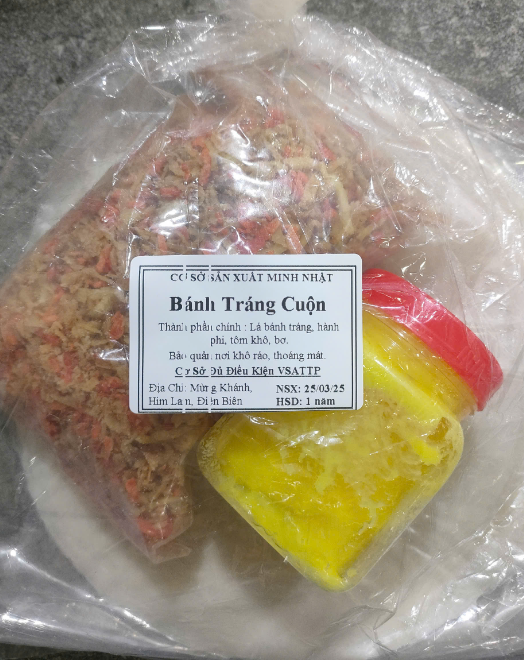 CƠ SỞ SẢN XUẤT MINH NHẬT
Bánh Tráng Cuộn
Thành phần chính : Lá bánh tráng, hành
phi, tôm khô, bơ.
Bảo quản: nơi khô ráo, thoáng mát.
Cơ Sở Đủ Điều Kiện VSATTP
Địa Chỉ: Mường Khánh,
Him Lam, Điện Biên
NSX: 25/03/25
HSD: 1 năm